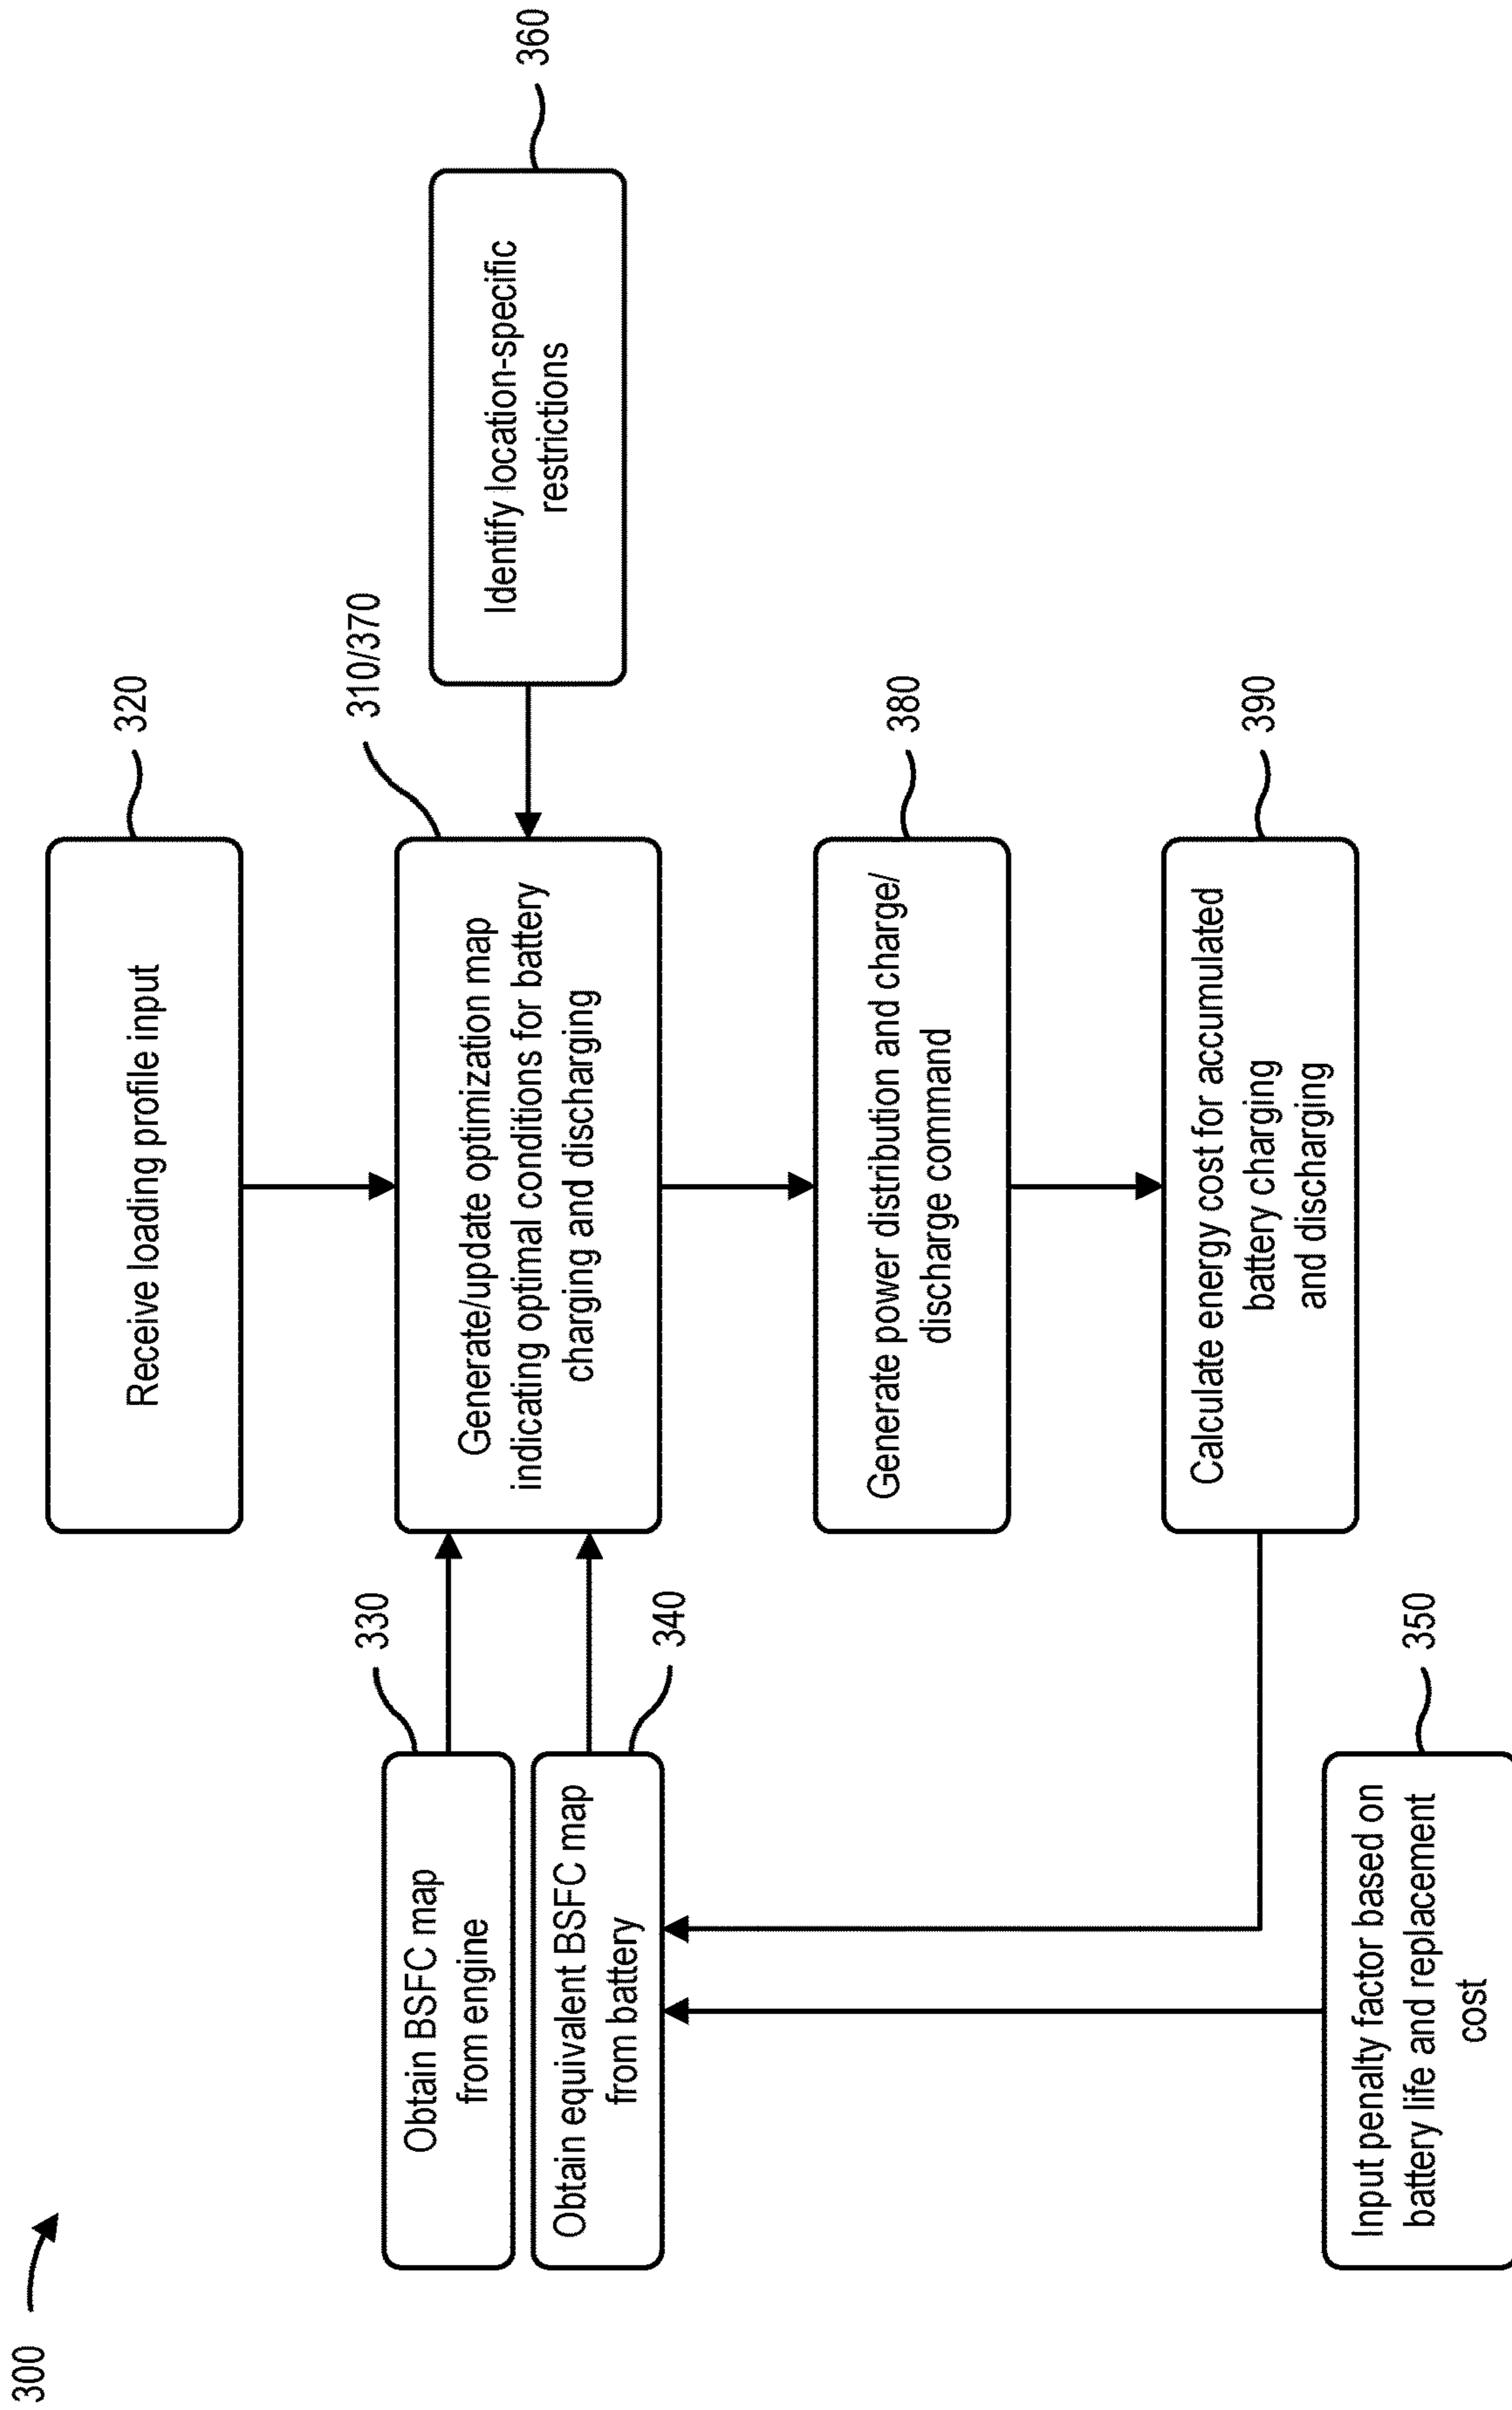 300
Receive loading profile input
320
Obtain BSFC map
from engine
330
Obtain equivalent BSFC map
from battery
340
Generate/update optimization map
indicating optimal conditions for battery
charging and discharging
310/370
Identify location-specific
restrictions
360
Generate power distribution and charge/
discharge command
380
Input penalty factor based on
battery life and replacement
cost
350
Calculate energy cost for accumulated
battery charging
and discharging
390